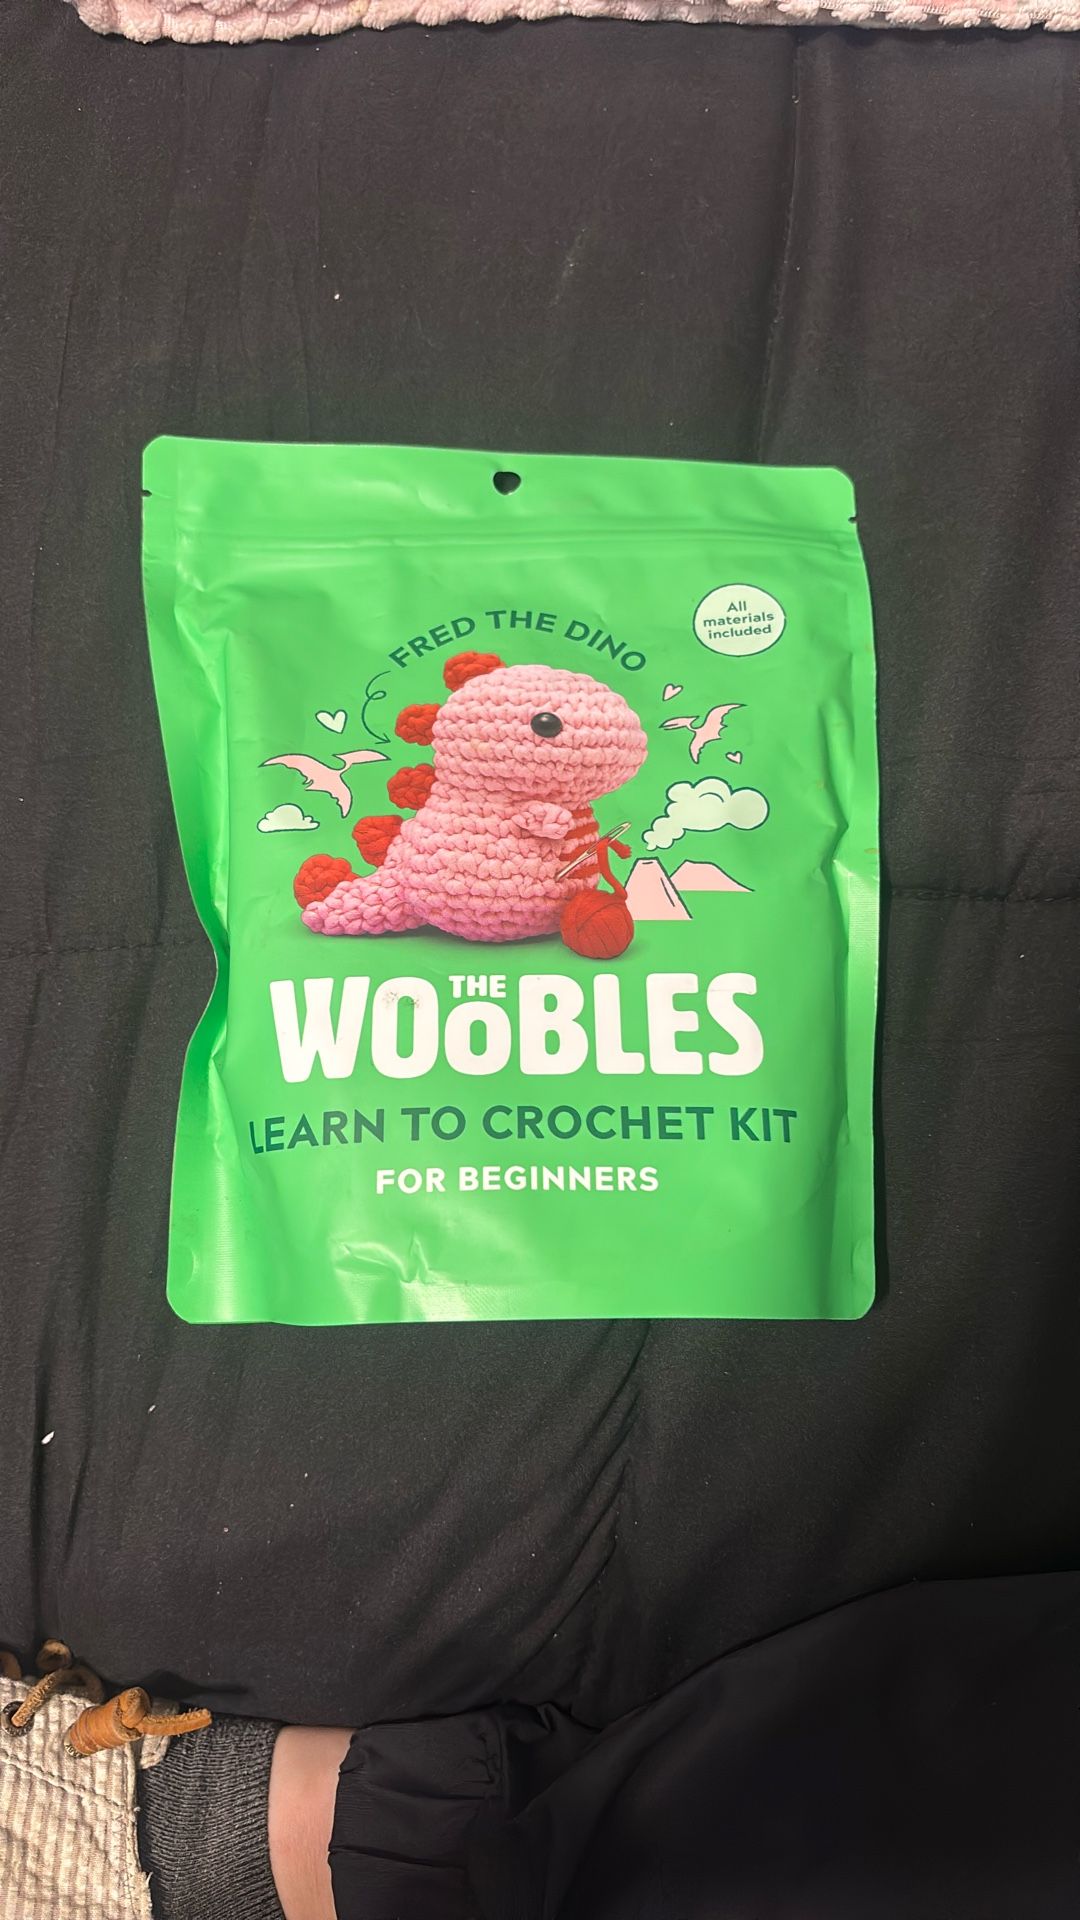 All
materials
included
FRED THE DINO
THE
WOOBLES
LEARN TO CROCHET KIT
FOR BEGINNERS